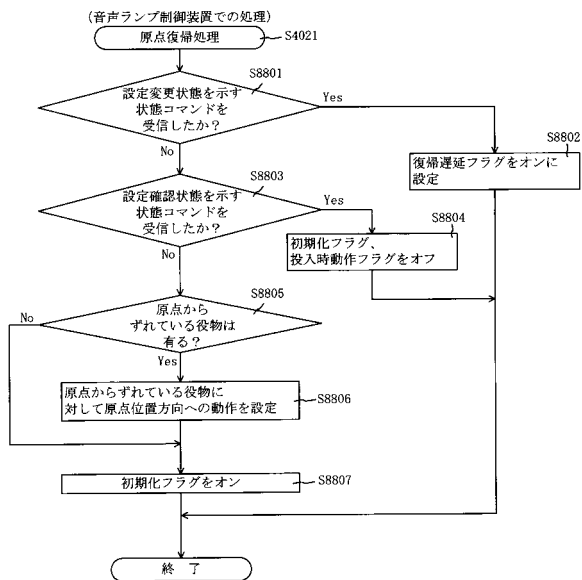 (音声ランプ制御装置での処理)
原点復帰処理
S4021
S8801
設定変更状態を示す
状態コマンドを
受信したか?
Yes
No
S8802
復帰遅延フラグをオンに
設定
S8803
設定確認状態を示す
状態コマンドを
受信したか?
Yes
No
S8804
初期化フラグ、
投入時動作フラグをオフ
S8805
原点から
ずれている役物は
有る?
No
Yes
原点からずれている役物に
対して原点位置方向への動作を設定
S8806
初期化フラグをオン
S8807
終 了